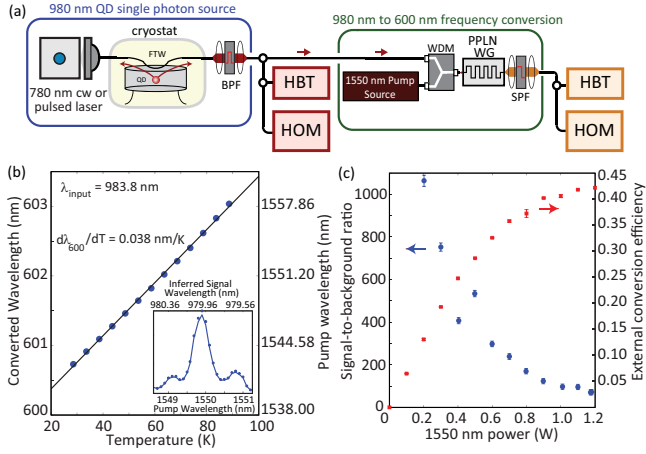 (a)
980 nm QD single photon source
980 nm to 600 nm frequency conversion
cryostat
FTW
QD
780 nm cw or
pulsed laser
BPF
HBT
HOM
1550 nm Pump
Source
WDM
PPLN
WG
SPF
HBT
HOM
(b)
λinput = 983.8 nm
dλ600/dT = 0.038 nm/K
Converted Wavelength (nm)
603
602
601
600
20 40 60 80 100
Temperature (K)
1557.86
1551.20
1544.58
1538.00
Pump wavelength (nm)
Inferred Signal
Wavelength (nm)
980.36 979.96 979.56
1549 1550 1551
Pump Wavelength (nm)
(c)
Signal-to-background ratio
1000
800
600
400
200
0
0 0.2 0.4 0.6 0.8 1.0 1.2
1550 nm power (W)
0.45
0.40
0.35
0.30
0.25
0.20
0.15
0.10
0.05
External conversion efficiency